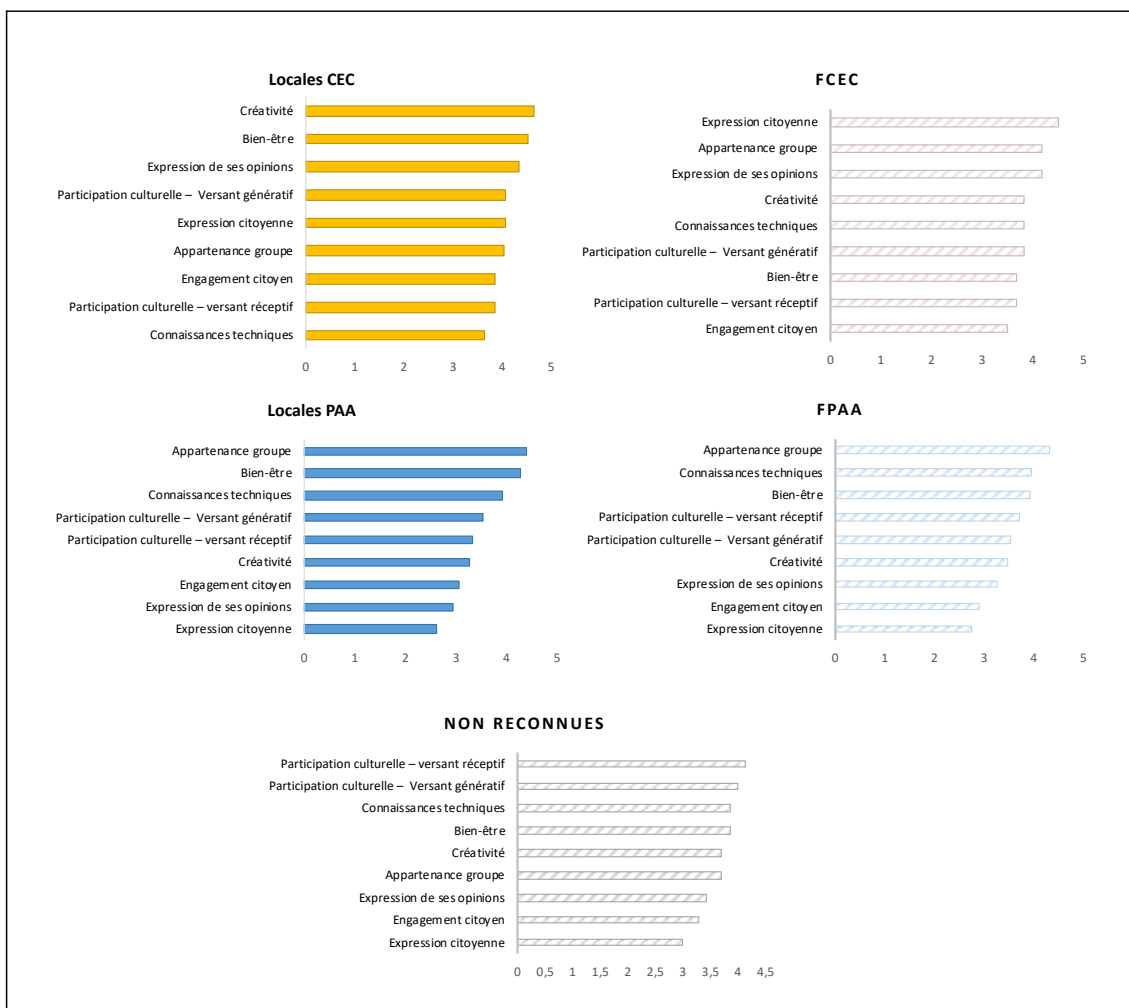 Locales CEC
Créativité
Bien-être
Expression de ses opinions
Participation culturelle – Versant génératif
Expression citoyenne
Appartenance groupe
Engagement citoyen
Participation culturelle – versant réceptif
Connaissances techniques
0 1 2 3 4 5
FCEC
Expression citoyenne
Appartenance groupe
Expression de ses opinions
Créativité
Connaissances techniques
Participation culturelle – Versant génératif
Bien-être
Participation culturelle – versant réceptif
Engagement citoyen
0 1 2 3 4 5
Locales PAA
Appartenance groupe
Bien-être
Connaissances techniques
Participation culturelle – Versant génératif
Participation culturelle – versant réceptif
Créativité
Engagement citoyen
Expression de ses opinions
Expression citoyenne
0 1 2 3 4 5
FPAA
Appartenance groupe
Connaissances techniques
Bien-être
Participation culturelle – versant réceptif
Participation culturelle – Versant génératif
Créativité
Expression de ses opinions
Engagement citoyen
Expression citoyenne
0 1 2 3 4 5
NON RECONNUES
Participation culturelle – versant réceptif
Participation culturelle – Versant génératif
Connaissances techniques
Bien-être
Créativité
Appartenance groupe
Expression de ses opinions
Engagement citoyen
Expression citoyenne
0 0,5 1 1,5 2 2,5 3 3,5 4 4,5